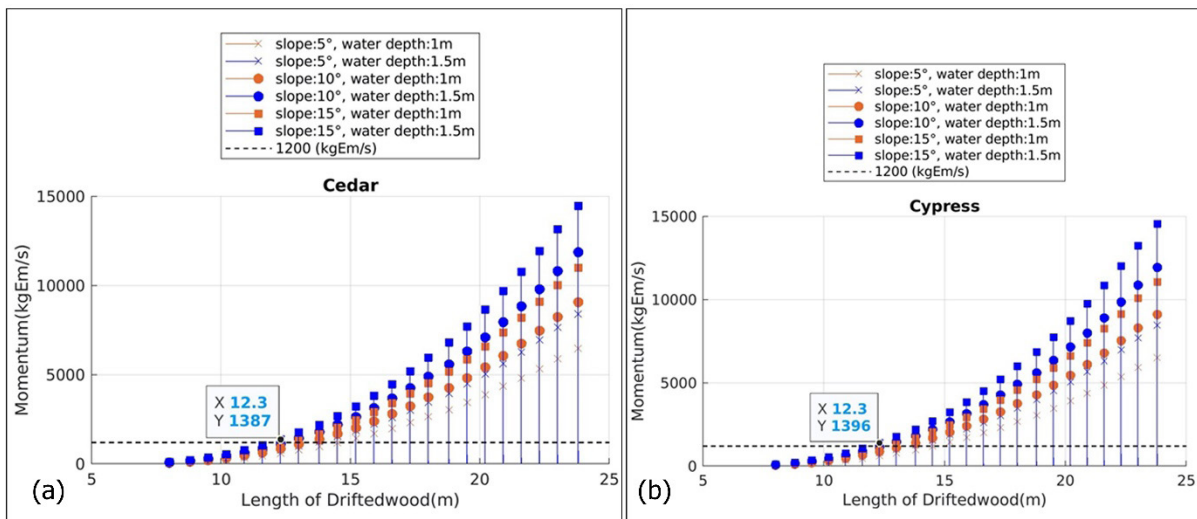 slope:5°, water depth:1m
slope:5°, water depth:1.5m
slope:10°, water depth:1m
slope:10°, water depth:1.5m
slope:15°, water depth:1m
slope:15°, water depth:1.5m
1200 (kgEm/s)
Cedar
15000
10000
5000
0
Momentum(kgEm/s)
X 12.3
Y 1387
5
10
15
20
25
Length of Driftedwood(m)
(a)
slope:5°, water depth:1m
slope:5°, water depth:1.5m
slope:10°, water depth:1m
slope:10°, water depth:1.5m
slope:15°, water depth:1m
slope:15°, water depth:1.5m
1200 (kgEm/s)
Cypress
15000
10000
5000
0
Momentum(kgEm/s)
X 12.3
Y 1396
5
10
15
20
25
Length of Driftedwood(m)
(b)